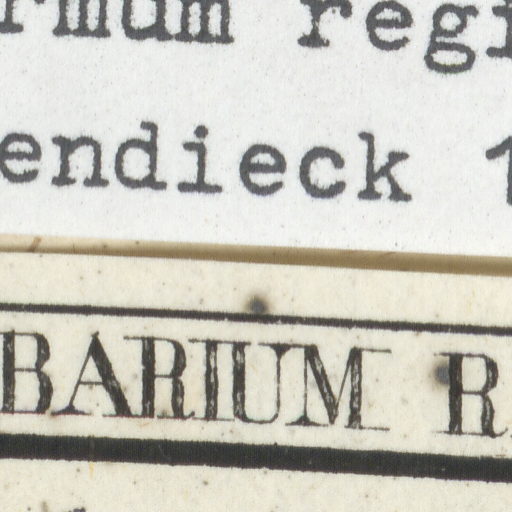 rmum regi
endieck 1
BARIUM R